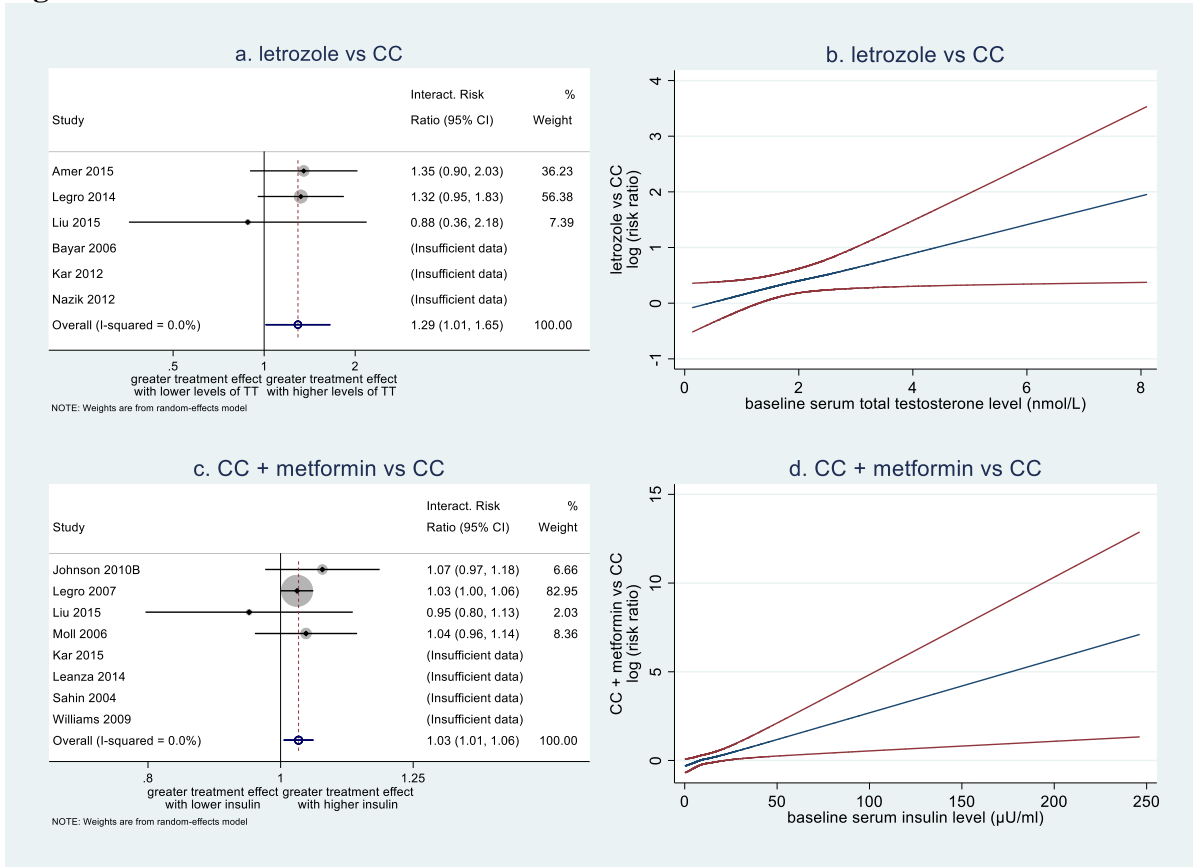 a. letrozole vs CC
Interact. Risk %
Study Ratio (95% CI) Weight
Amer 2015 1.35 (0.90, 2.03) 36.23
Legro 2014 1.32 (0.95, 1.83) 56.38
Liu 2015 0.88 (0.36, 2.18) 7.39
Bayar 2006 (Insufficient data)
Kar 2012 (Insufficient data)
Nazik 2012 (Insufficient data)
Overall (I-squared = 0.0%) 1.29 (1.01, 1.65) 100.00
.5 1 2
greater treatment effect greater treatment effect
with lower levels of TT with higher levels of TT
NOTE: Weights are from random-effects model
b. letrozole vs CC
letrozole vs CC
log (risk ratio)
4
3
2
1
0
-1
0 2 4 6 8
baseline serum total testosterone level (nmol/L)
c. CC + metformin vs CC
Interact. Risk %
Study Ratio (95% CI) Weight
Johnson 2010B 1.07 (0.97, 1.18) 6.66
Legro 2007 1.03 (1.00, 1.06) 82.95
Liu 2015 0.95 (0.80, 1.13) 2.03
Moll 2006 1.04 (0.96, 1.14) 8.36
Kar 2015 (Insufficient data)
Leanza 2014 (Insufficient data)
Sahin 2004 (Insufficient data)
Williams 2009 (Insufficient data)
Overall (I-squared = 0.0%) 1.03 (1.01, 1.06) 100.00
.8 1 1.25
greater treatment effect greater treatment effect
with lower insulin with higher insulin
NOTE: Weights are from random-effects model
d. CC + metformin vs CC
CC + metformin vs CC
log (risk ratio)
15
10
5
0
0 50 100 150 200 250
baseline serum insulin level (µU/ml)